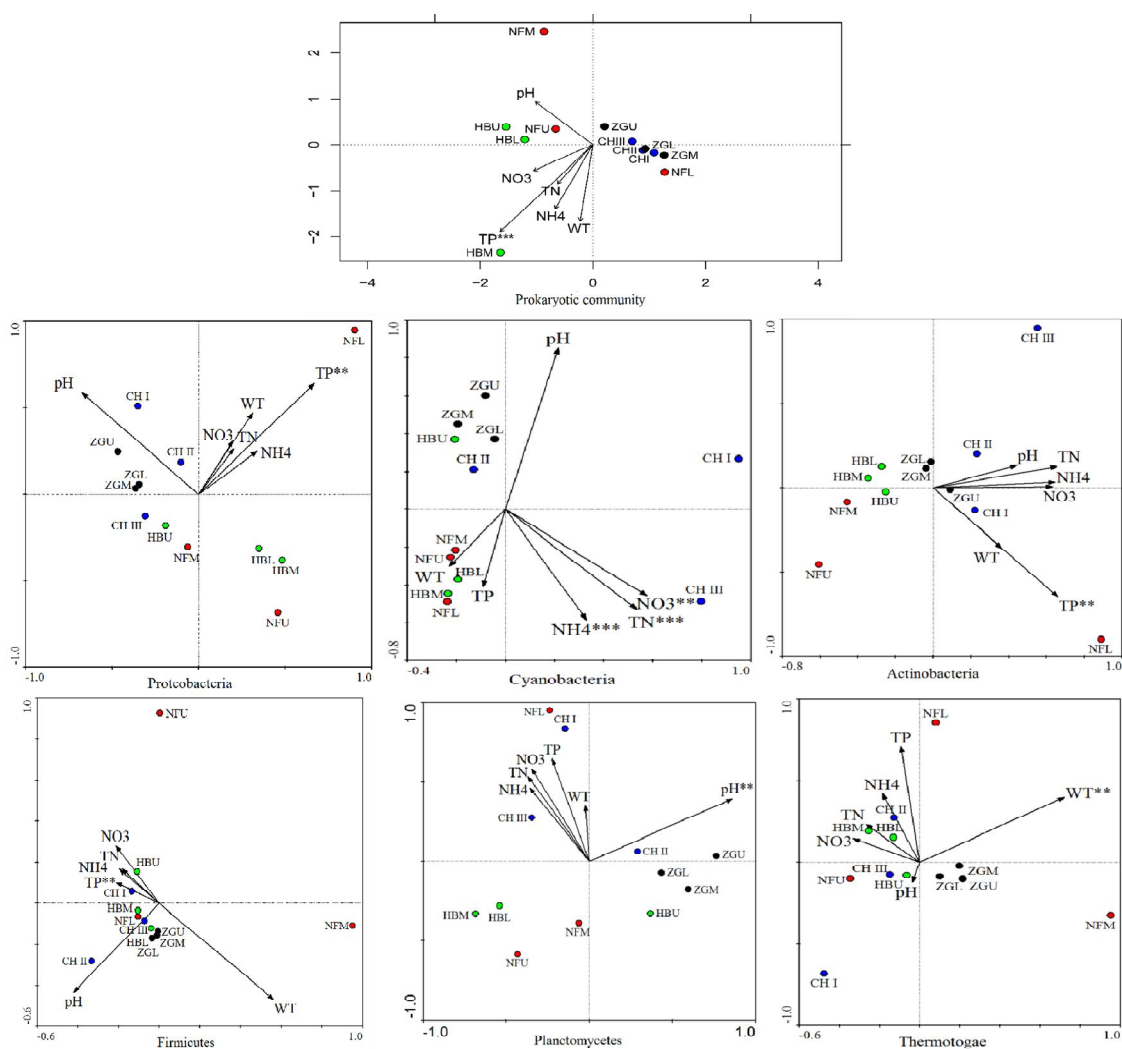 NFM
2
pH
1
HBU
NFU
ZGU
HBL
CHIII
ZGL
0
CHII
CHI
ZGM
NO3
NFL
TN
-1
NH4
WT
TP***
-2
HBM
-4 -2 0 2 4
Prokaryotic community
1.0
NFL
TP**
pH
CH I
WT
NO3
TN
ZGU
CH II
NH4
ZGL
ZGM
CH III
HBU
NFM
HBL
HBM
NFU
-1.0
-1.0 1.0
Protcobacteria
1.0
pH
ZGU
ZGM
ZGL
HBU
CH II
CH I
NFM
NFU
WT
HBL
TP
HBM
NFL
CH III
NO3**
TN***
NH4***
-0.8
-0.4 1.0
Cyanobacteria
1.0
CH III
CH II
pH
TN
HBL
ZGL
HBM
ZGM
NH4
HBU
ZGU
NO3
NFM
CH I
WT
NFU
TP**
NFL
-1.0
-0.8 1.0
Actinobacteria
1.0
NFU
NO3
TN
HBU
NH4
TP**
CH I
HBM
NFL
CH III
ZGU
HBL
ZGM
ZGL
NFM
CH II
pH
WT
-0.6
-0.6 1.0
Firmicutes
1.0
NFL
CH I
TP
NO3
TN
NH4
WT
pH**
CH III
CH II
ZGU
ZGL
ZGM
HBM
HBL
HBU
NFM
NFU
-1.0
-1.0 1.0
Planctomycetes
1.0
NFL
TP
NH4
WT**
CH II
TN
HBM
HBL
NO3
CH III
NFU
HBU
ZGL
ZGU
ZGM
pH
NFM
CH I
-1.0
-0.6 1.0
Thermotogae